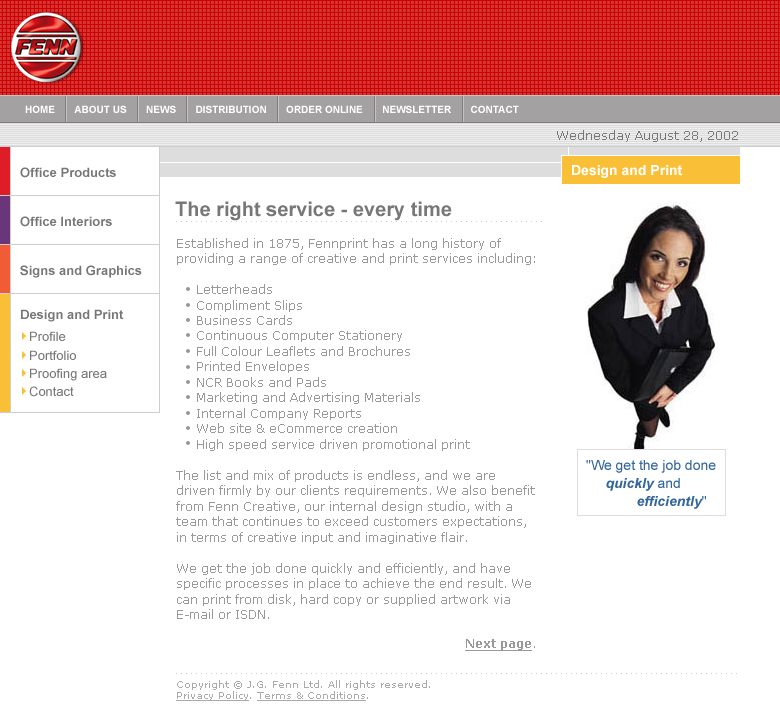 FENN
HOME
ABOUT US
NEWS
DISTRIBUTION
ORDER ONLINE
NEWSLETTER
CONTACT
Wednesday August 28, 2002
Office Products
Office Interiors
Signs and Graphics
Design and Print
Profile
Portfolio
Proofing area
Contact
Design and Print
The right service - every time
Established in 1875, Fennprint has a long history of
providing a range of creative and print services including:
• Letterheads
• Compliment Slips
• Business Cards
• Continuous Computer Stationery
• Full Colour Leaflets and Brochures
• Printed Envelopes
• NCR Books and Pads
• Marketing and Advertising Materials
• Internal Company Reports
• Web site & eCommerce creation
• High speed service driven promotional print
The list and mix of products is endless, and we are
driven firmly by our clients requirements. We also benefit
from Fenn Creative, our internal design studio, with a
team that continues to exceed customers expectations,
in terms of creative input and imaginative flair.
We get the job done quickly and efficiently, and have
specific processes in place to achieve the end result. We
can print from disk, hard copy or supplied artwork via
E-mail or ISDN.
Next page.
"We get the job done
quickly and
efficiently"
Copyright © J.G. Fenn Ltd. All rights reserved.
Privacy Policy. Terms & Conditions.